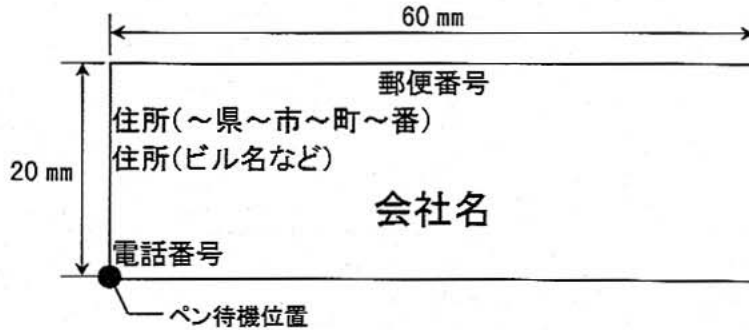 60 mm
郵便番号
住所(～県～市～町～番)
住所(ビル名など)
20 mm
会社名
電話番号
ペン待機位置